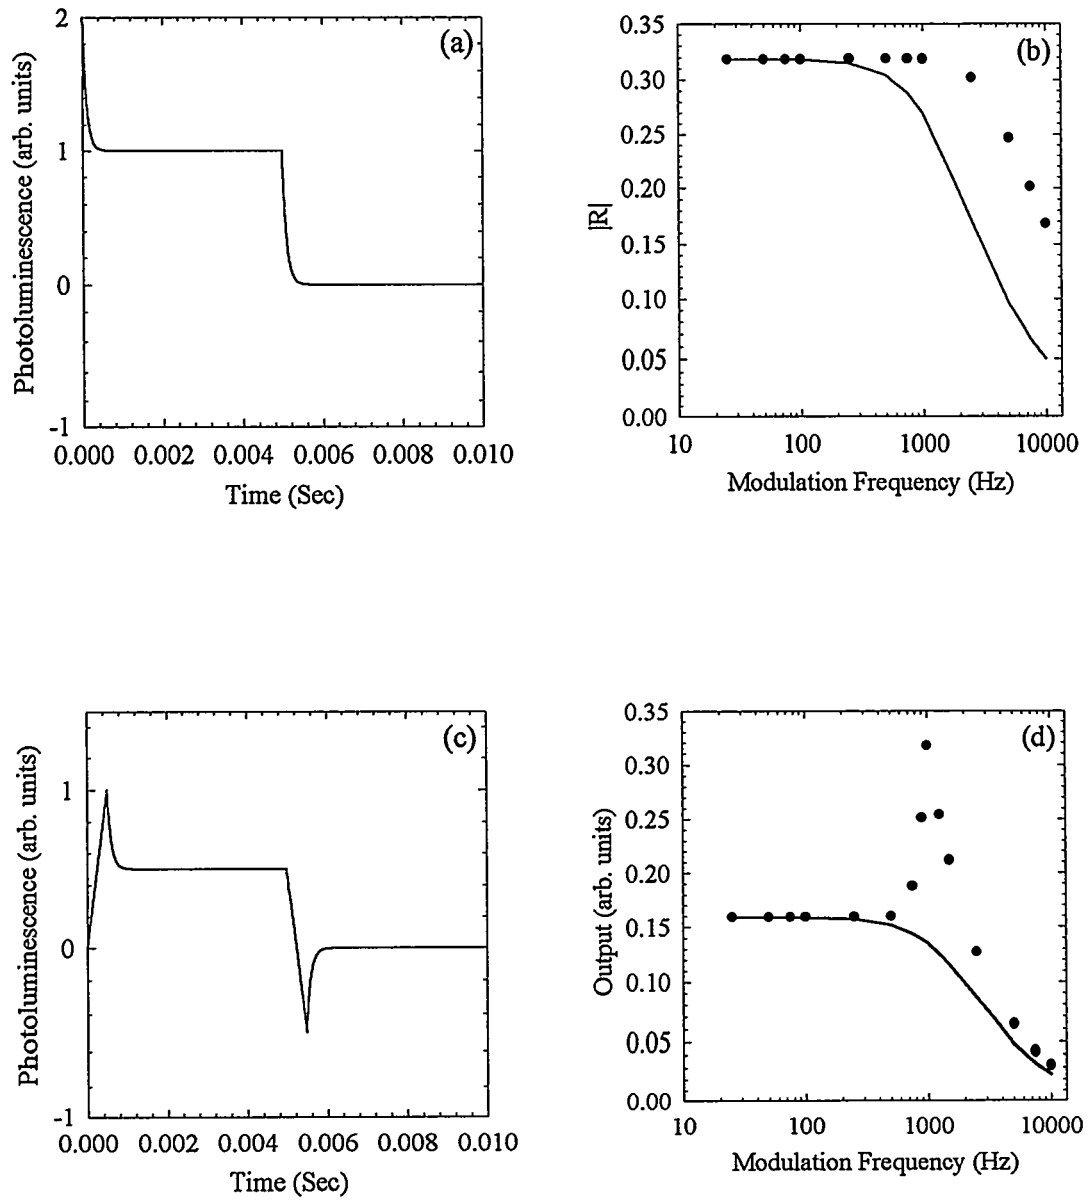 (a)
Photoluminescence (arb. units)
2
1
0
-1
0.000 0.002 0.004 0.006 0.008 0.010
Time (Sec)
(b)
|R|
0.35
0.30
0.25
0.20
0.15
0.10
0.05
0.00
10 100 1000 10000
Modulation Frequency (Hz)
(c)
Photoluminescence (arb. units)
1
0
-1
0.000 0.002 0.004 0.006 0.008 0.010
Time (Sec)
(d)
Output (arb. units)
0.35
0.30
0.25
0.20
0.15
0.10
0.05
0.00
10 100 1000 10000
Modulation Frequency (Hz)